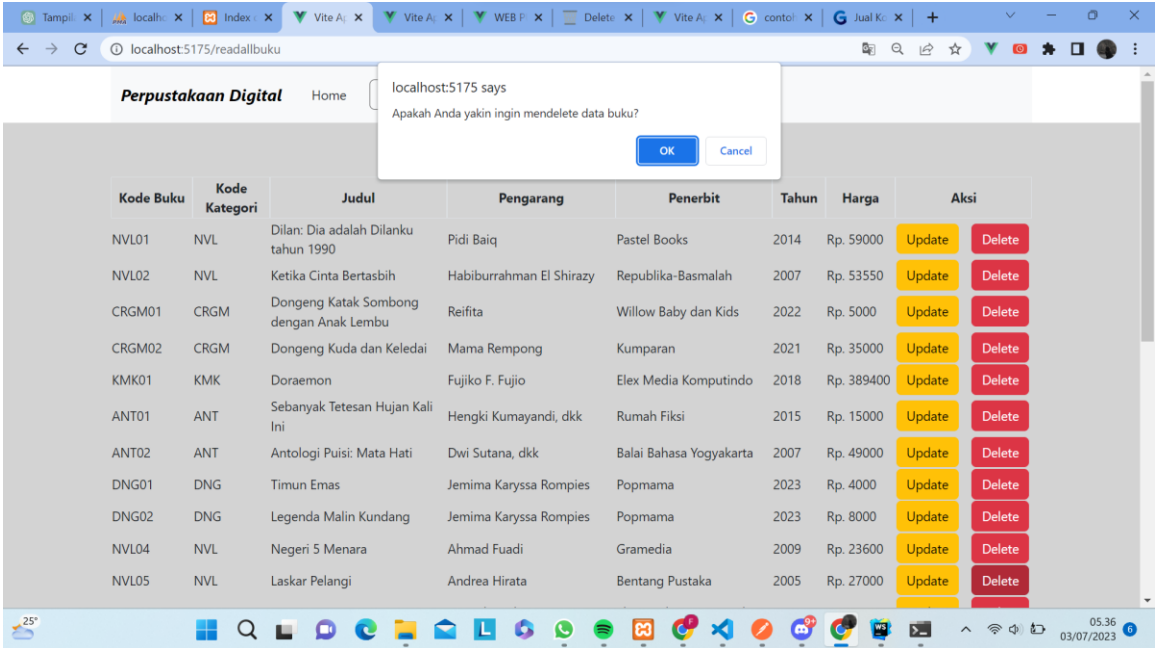 Tampil
localho
Index
Vite Ap
Vite Ap
WEB P
Delete
Vite Ap
contoh
Jual Ko
localhost:5175/readallbuku
Perpustakaan Digital
Home
localhost:5175 says
Apakah Anda yakin ingin mendelete data buku?
OK Cancel
Kode Buku Kode Kategori Judul Pengarang Penerbit Tahun Harga Aksi
NVL01 NVL Dilan: Dia adalah Dilanku tahun 1990 Pidi Baiq Pastel Books 2014 Rp. 59000 Update Delete
NVL02 NVL Ketika Cinta Bertasbih Habiburrahman El Shirazy Republika-Basmalah 2007 Rp. 53550 Update Delete
CRGM01 CRGM Dongeng Katak Sombong dengan Anak Lembu Reifita Willow Baby dan Kids 2022 Rp. 5000 Update Delete
CRGM02 CRGM Dongeng Kuda dan Keledai Mama Rempong Kumparan 2021 Rp. 35000 Update Delete
KMK01 KMK Doraemon Fujiko F. Fujio Elex Media Komputindo 2018 Rp. 389400 Update Delete
ANT01 ANT Sebanyak Tetesan Hujan Kali Ini Hengki Kumayandi, dkk Rumah Fiksi 2015 Rp. 15000 Update Delete
ANT02 ANT Antologi Puisi: Mata Hati Dwi Sutana, dkk Balai Bahasa Yogyakarta 2007 Rp. 49000 Update Delete
DNG01 DNG Timun Emas Jemima Karyssa Rompies Popmama 2023 Rp. 4000 Update Delete
DNG02 DNG Legenda Malin Kundang Jemima Karyssa Rompies Popmama 2023 Rp. 8000 Update Delete
NVL04 NVL Negeri 5 Menara Ahmad Fuadi Gramedia 2009 Rp. 23600 Update Delete
NVL05 NVL Laskar Pelangi Andrea Hirata Bentang Pustaka 2005 Rp. 27000 Update Delete
25°
L
9+
WS
05.36
03/07/2023
6